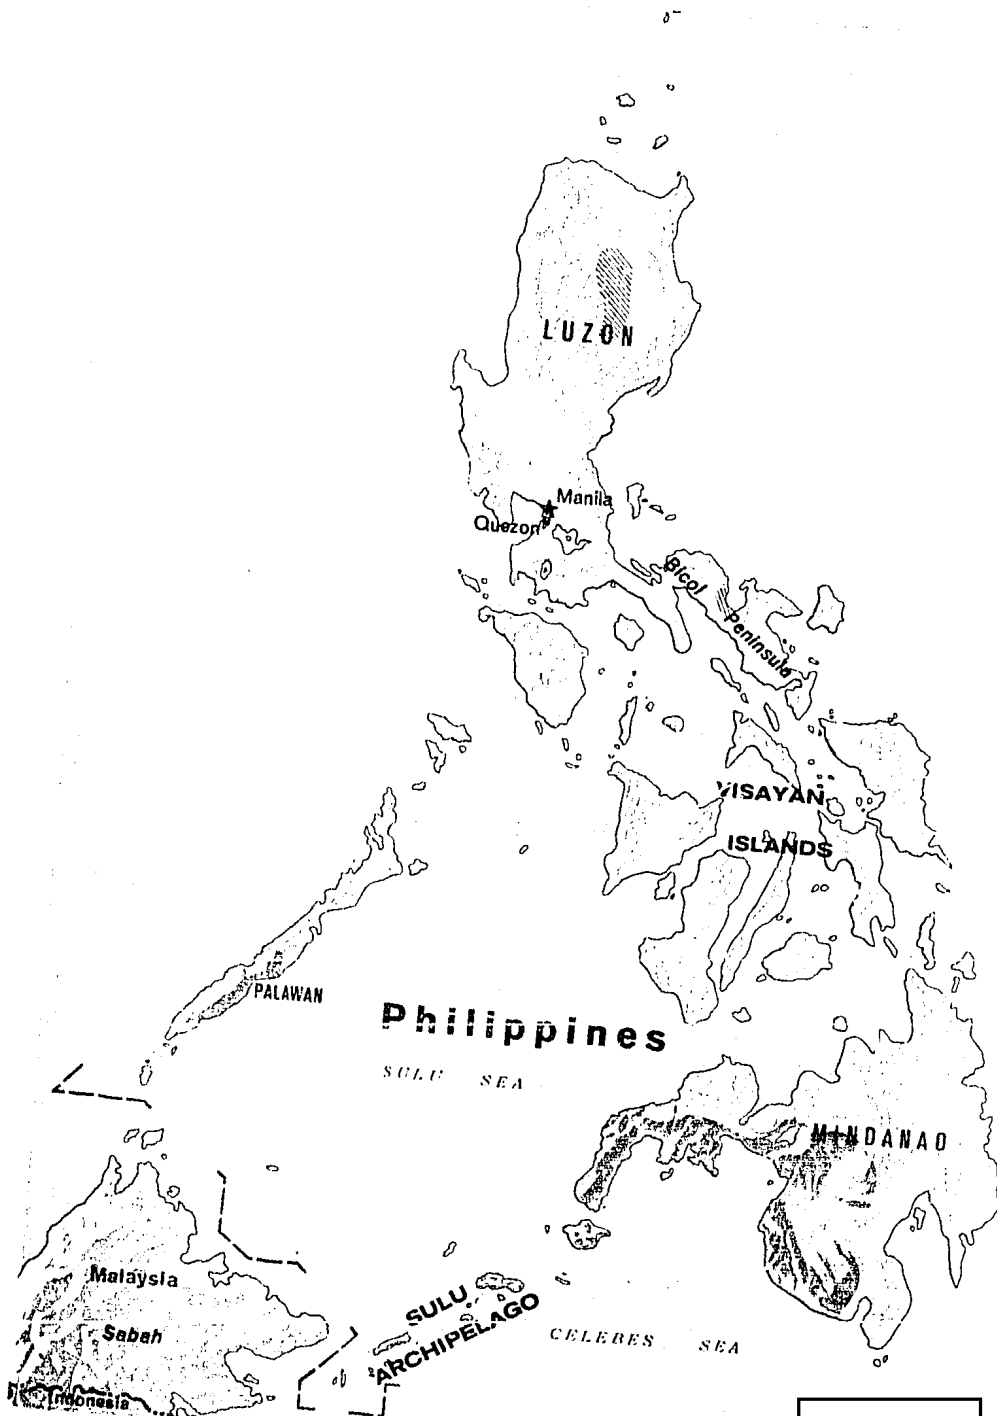 LUZON
Manila
Quezon
Bicol
Peninsula
VISAYAN
ISLANDS
PALAWAN
Philippines
SULU SEA
MINDANAO
Malaysia
SULU
ARCHIPELAGO
Sabah
CELEBES SEA
Indonesia